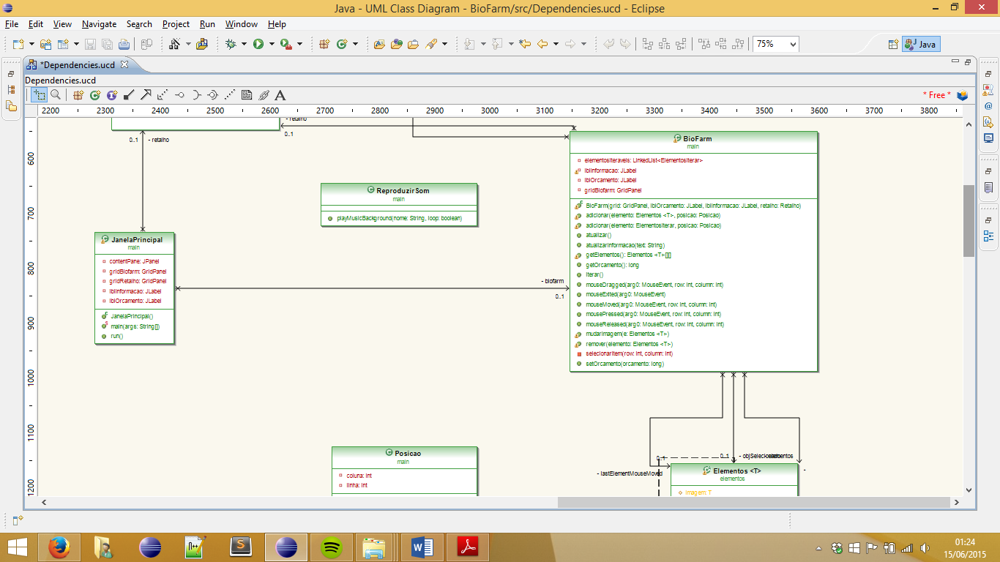 Java - UML Class Diagram - BioFarm/src/Dependencies.ucd - Eclipse
File Edit View Navigate Search Project Run Window Help
75%
Java
*Dependencies.ucd
Dependencies.ucd
* Free *
2200 2300 2400 2500 2600 2700 2800 2900 3000 3100 3200 3300 3400 3500 3600 3700 3800
600
700
800
900
1000
1100
1200
- retalho
0..1
0..1 - retalho
BioFarm
main
elementosIteraveis: LinkedList<ElementosIterar>
lblInformacao: JLabel
lblOrcamento: JLabel
gridBiofarm: GridPanel
BioFarm(grid: GridPanel, lblOrcamento: JLabel, lblInformacao: JLabel, retalho: Retalho)
adicionar(elemento: Elementos <T>, posicao: Posicao)
adicionar(elemento: ElementosIterar, posicao: Posicao)
atualizar()
atualizarInformacao(text: String)
getElementos(): Elementos <T>[][]
getOrcamento(): long
iterar()
mouseDragged(arg0: MouseEvent, row: int, column: int)
mouseExited(arg0: MouseEvent)
mouseMoved(arg0: MouseEvent, row: int, column: int)
mousePressed(arg0: MouseEvent, row: int, column: int)
mouseReleased(arg0: MouseEvent, row: int, column: int)
mudarImagem(e: Elementos <T>)
remover(elemento: Elementos <T>)
selecionarItem(row: int, column: int)
setOrcamento(orcamento: long)
ReproduzirSom
main
playMusicBackground(nome: String, loop: boolean)
JanelaPrincipal
main
contentPane: JPanel
gridBiofarm: GridPanel
gridRetalho: GridPanel
lblInformacao: JLabel
lblOrcamento: JLabel
JanelaPrincipal()
main(args: String[])
run()
- biofarm
0..1
Posicao
main
coluna: int
linha: int
0..1
0..1
- lastElementMouseMoved
Elementos <T>
elementos
imagem: T
01:24
15/06/2015